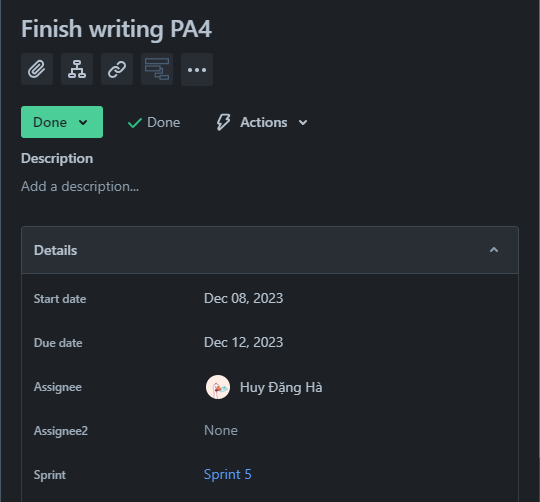 Finish writing PA4
Done Done Actions
Description
Add a description...
Details
Start date Dec 08, 2023
Due date Dec 12, 2023
Assignee Huy Đặng Hà
Assignee2 None
Sprint Sprint 5